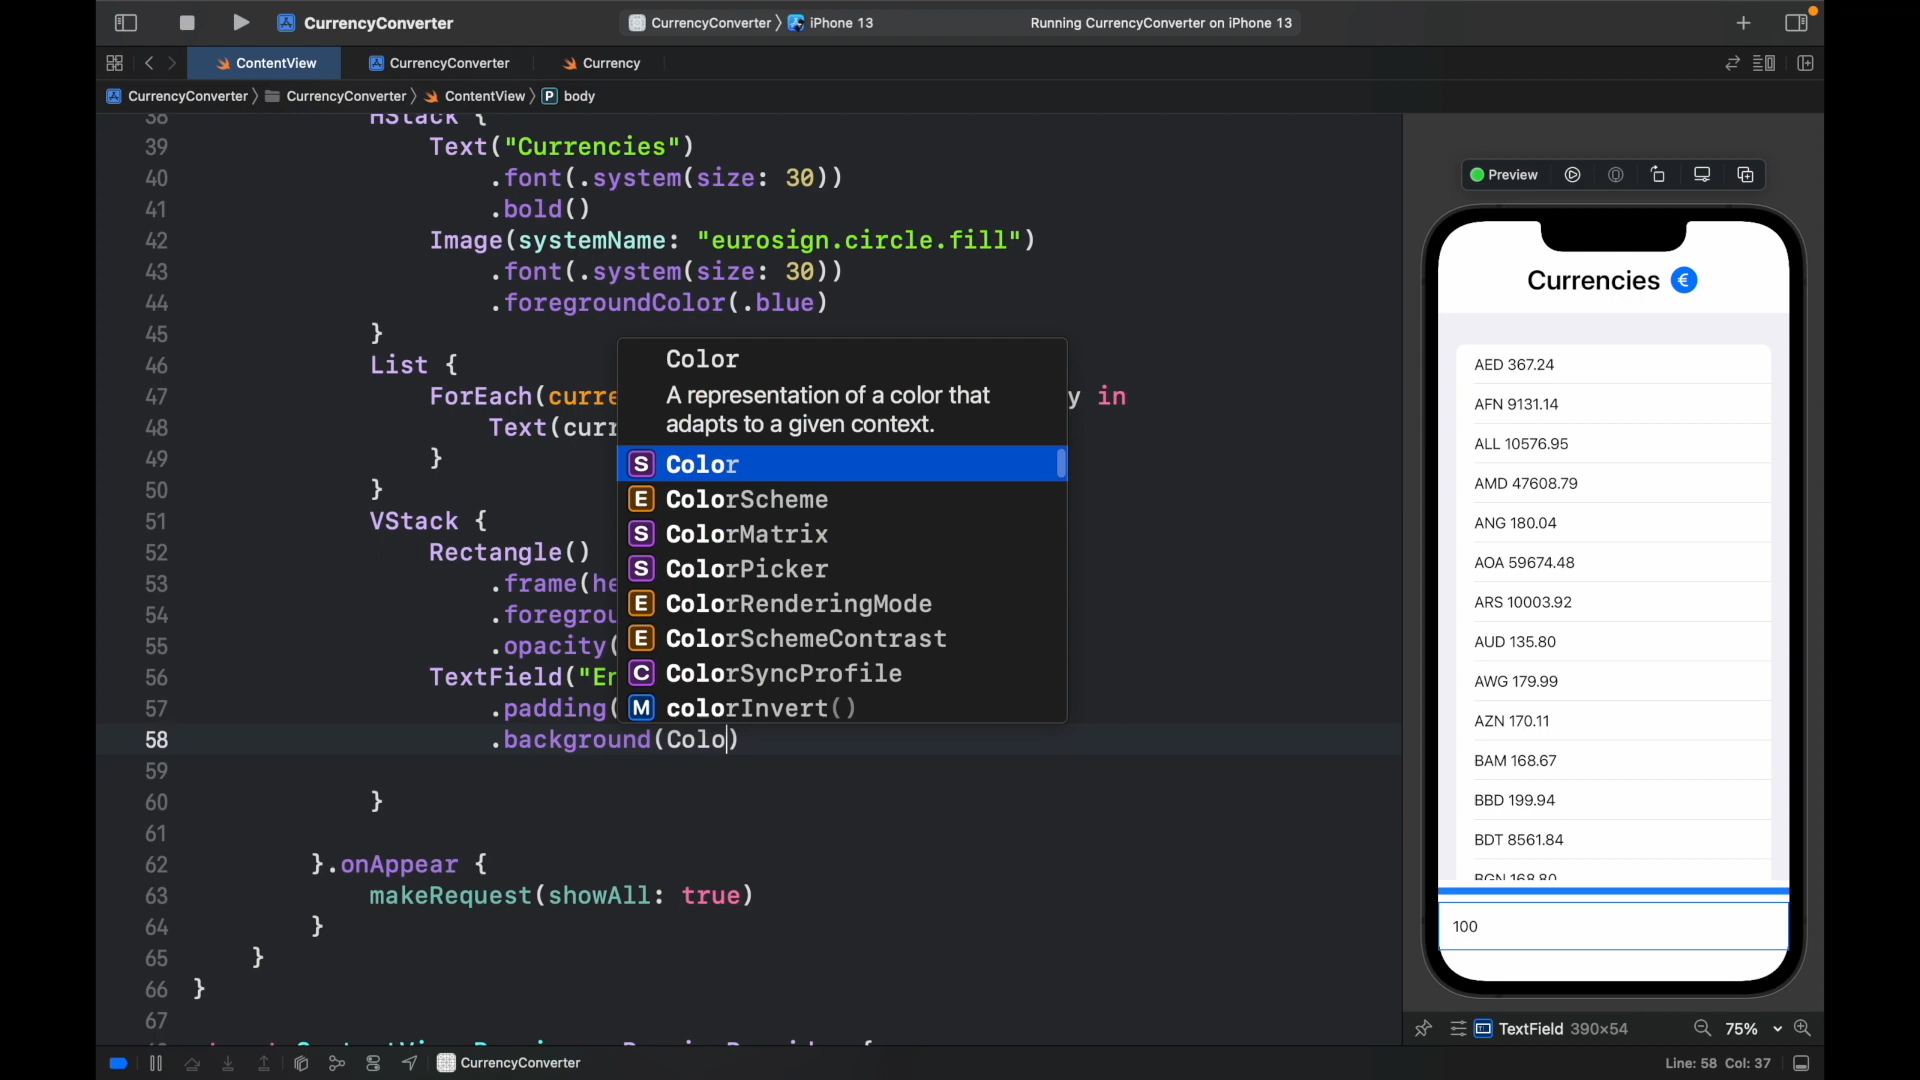 CurrencyConverter
CurrencyConverter 〉 iPhone 13
Running CurrencyConverter on iPhone 13
ContentView
CurrencyConverter
Currency
CurrencyConverter 〉 CurrencyConverter 〉 ContentView 〉 P body
38 HStack {
39 Text("Currencies")
40 .font(.system(size: 30))
41 .bold()
42 Image(systemName: "eurosign.circle.fill")
43 .font(.system(size: 30))
44 .foregroundColor(.blue)
45 }
46 List {
47 ForEach(curre y in
48 Text(curr
49 }
50 }
51 VStack {
52 Rectangle()
53 .frame(he
54 .foregrou
55 .opacity(
56 TextField("En
57 .padding(
58 .background(Colo)
59
60 }
61
62 }.onAppear {
63 makeRequest(showAll: true)
64 }
65 }
66 }
67
Color
A representation of a color that
adapts to a given context.
S Color
E ColorScheme
S ColorMatrix
S ColorPicker
E ColorRenderingMode
E ColorSchemeContrast
C ColorSyncProfile
M colorInvert()
Preview
Currencies €
AED 367.24
AFN 9131.14
ALL 10576.95
AMD 47608.79
ANG 180.04
AOA 59674.48
ARS 10003.92
AUD 135.80
AWG 179.99
AZN 170.11
BAM 168.67
BBD 199.94
BDT 8561.84
BGN 168.80
100
TextField 390×54
75%
CurrencyConverter
Line: 58 Col: 37